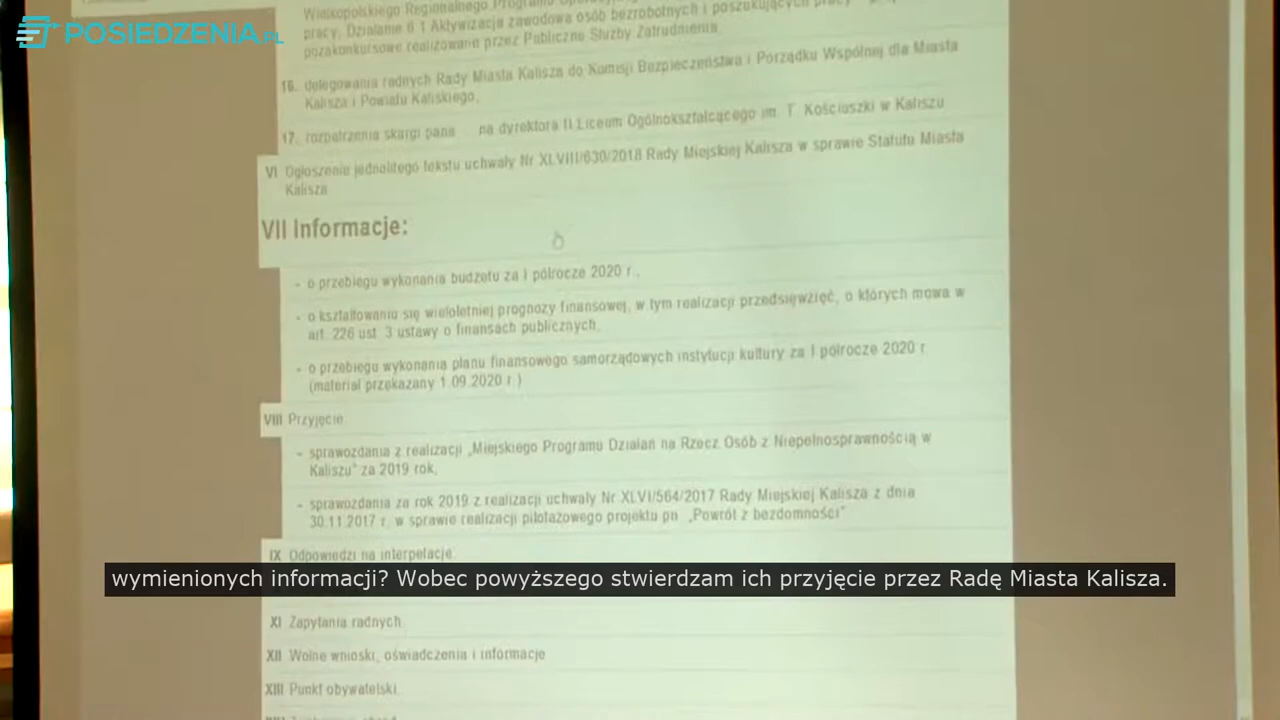 POSIEDZENIA.PL
Wielkopolskiego Regionalnego Programu
pracy, Działanie 6.1 Aktywizacja zawodowa osób bezrobotnych i poszukujących pracy
pozakonkursowe realizowane przez Publiczne Służby Zatrudnienia.
16. delegowania radnych Rady Miasta Kalisza do Komisji Bezpieczeństwa i Porządku Wspólnej dla Miasta
Kalisza i Powiatu Kaliskiego,
17. rozpatrzenia skargi pana ... na dyrektora II Liceum Ogólnokształcącego im. T. Kościuszki w Kaliszu
VI Ogłoszenie jednolitego tekstu uchwały Nr XLVIII/630/2018 Rady Miejskiej Kalisza w sprawie Statutu Miasta
Kalisza
VII Informacje:
- o przebiegu wykonania budżetu za I półrocze 2020 r.,
- o kształtowaniu się wieloletniej prognozy finansowej, w tym realizacji przedsięwzięć, o których mowa w
art. 226 ust. 3 ustawy o finansach publicznych,
- o przebiegu wykonania planu finansowego samorządowych instytucji kultury za I półrocze 2020 r.
(materiał przekazany 1.09.2020 r.)
VIII Przyjęcie:
- sprawozdania z realizacji „Miejskiego Programu Działań na Rzecz Osób z Niepełnosprawnością w
Kaliszu" za 2019 rok,
- sprawozdania za rok 2019 z realizacji uchwały Nr XLVI/564/2017 Rady Miejskiej Kalisza z dnia
30.11.2017 r. w sprawie realizacji pilotażowego projektu pn. „Powrót z bezdomności"
IX Odpowiedzi na interpelacje.
wymienionych informacji? Wobec powyższego stwierdzam ich przyjęcie przez Radę Miasta Kalisza.
XI Zapytania radnych.
XII Wolne wnioski, oświadczenia i informacje
XIII Punkt obywatelski.